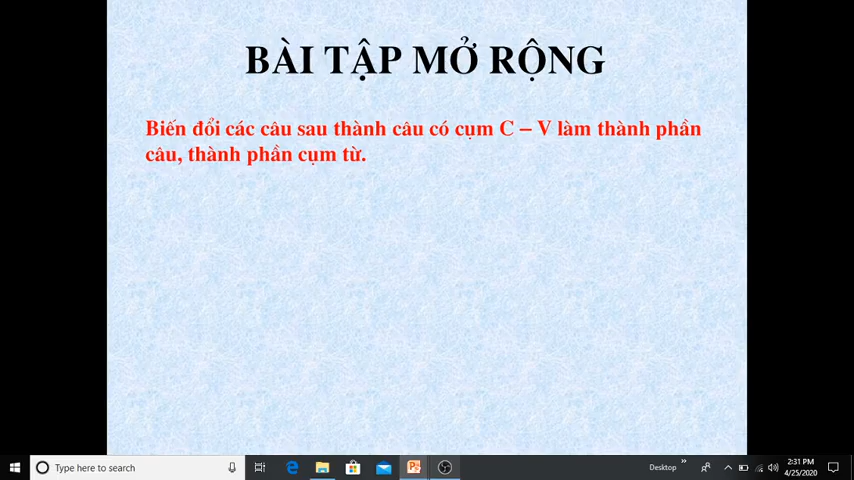 BÀI TẬP MỞ RỘNG
Biến đổi các câu sau thành câu có cụm C – V làm thành phần
câu, thành phần cụm từ.
Type here to search
Desktop
2:31 PM
4/25/2020